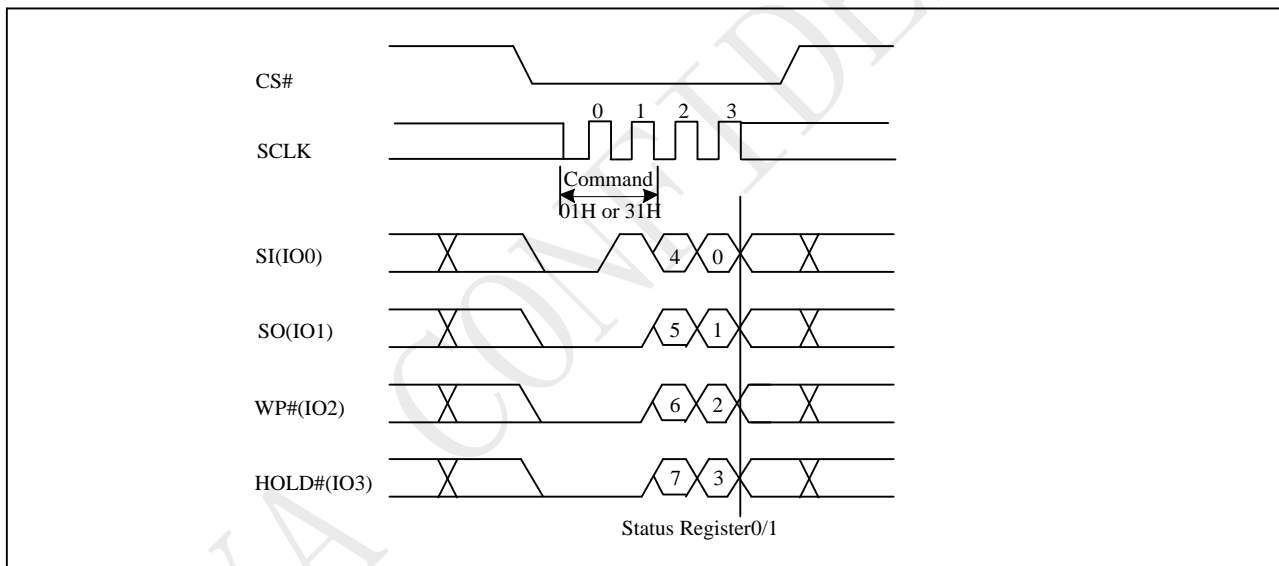 CS#
0 1 2 3
SCLK
Command
01H or 31H
SI(IO0)
4 0
SO(IO1)
5 1
WP#(IO2)
6 2
HOLD#(IO3)
7 3
Status Register0/1